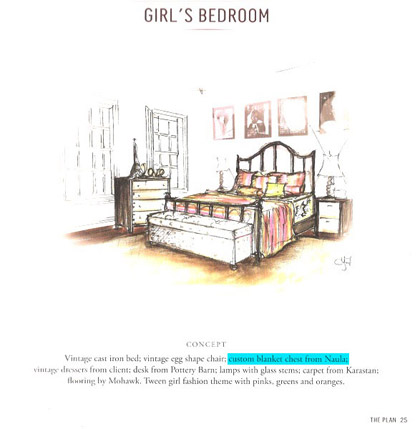 GIRL'S BEDROOM
CONCEPT
Vintage cast iron bed; vintage egg shape chair; custom blanket chest from Naula;
vintage dressers from client; desk from Pottery Barn; lamps with glass stems; carpet from Karastan;
flooring by Mohawk. Tween girl fashion theme with pinks, greens and oranges.
THE PLAN 25